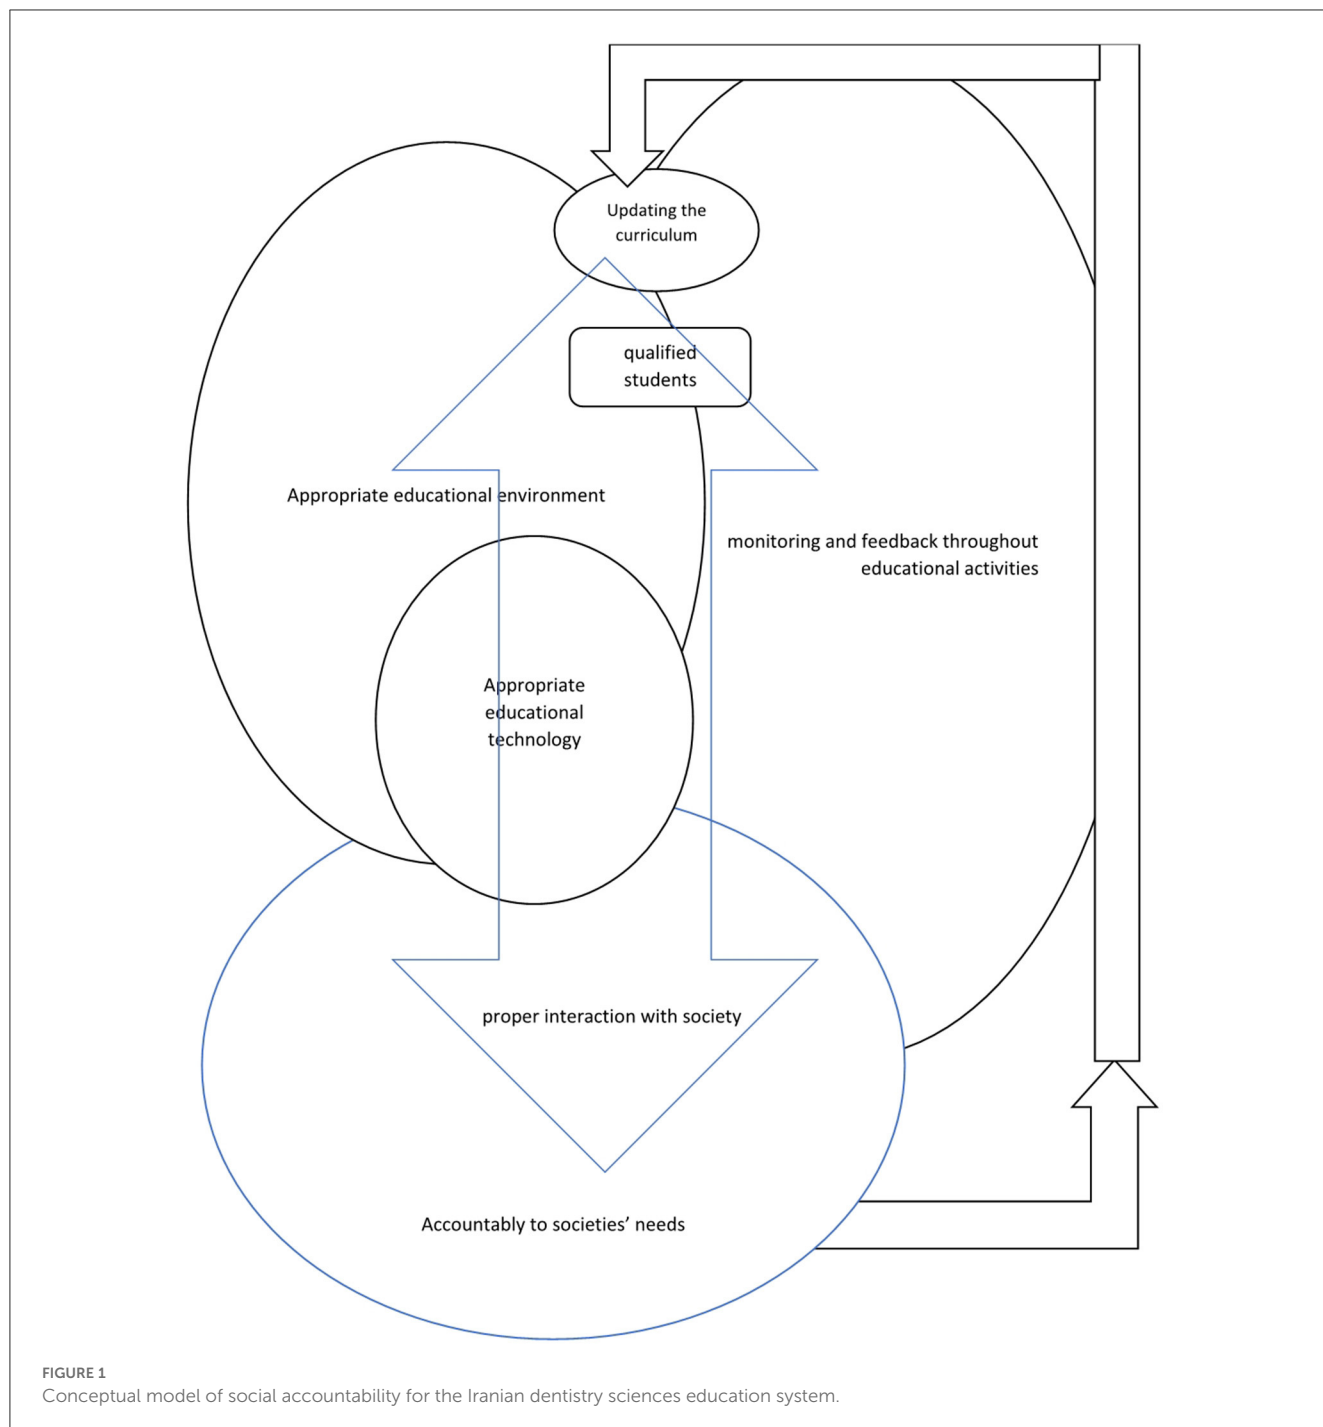 Updating the
curriculum
qualified
students
Appropriate educational environment
monitoring and feedback throughout
educational activities
Appropriate
educational
technology
proper interaction with society
Accountably to societies’ needs
FIGURE 1
Conceptual model of social accountability for the Iranian dentistry sciences education system.